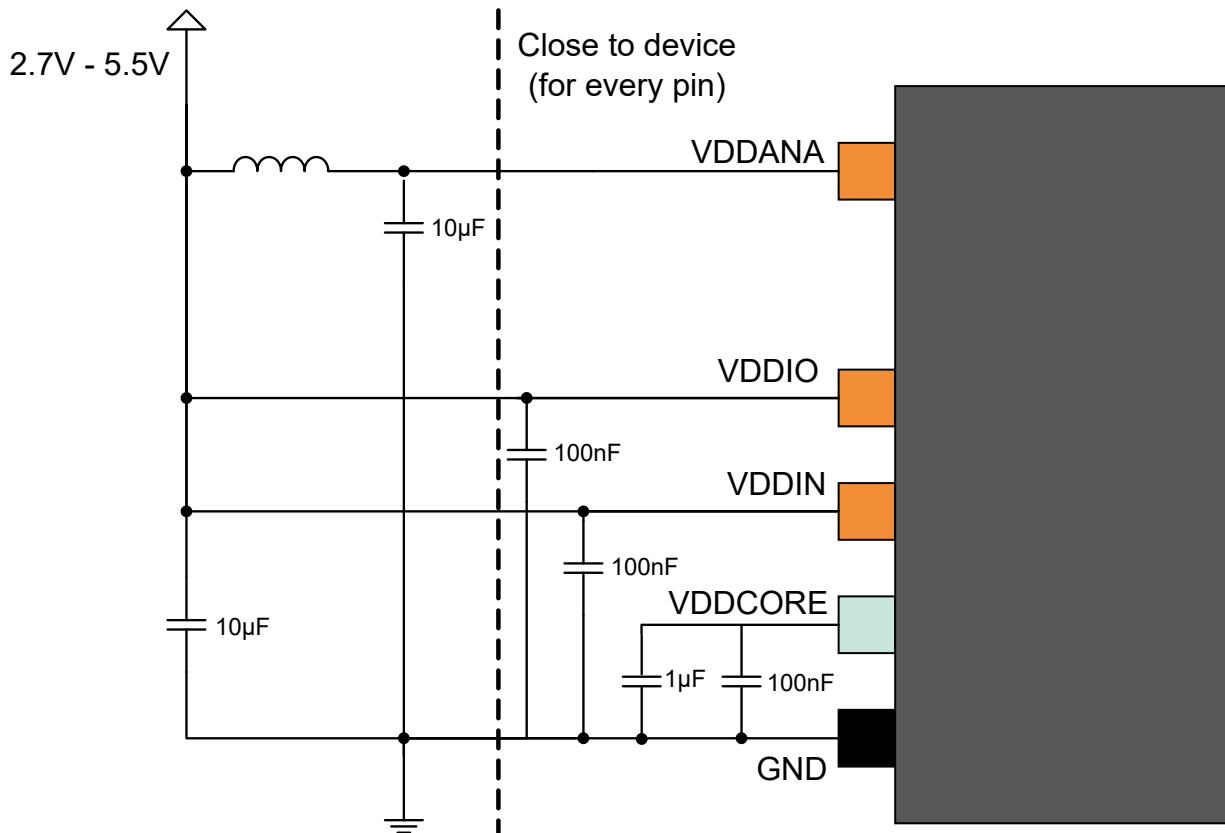 2.7V - 5.5V
Close to device
(for every pin)
VDDANA
10µF
VDDIO
100nF
VDDIN
100nF
VDDCORE
10µF
1µF
100nF
GND